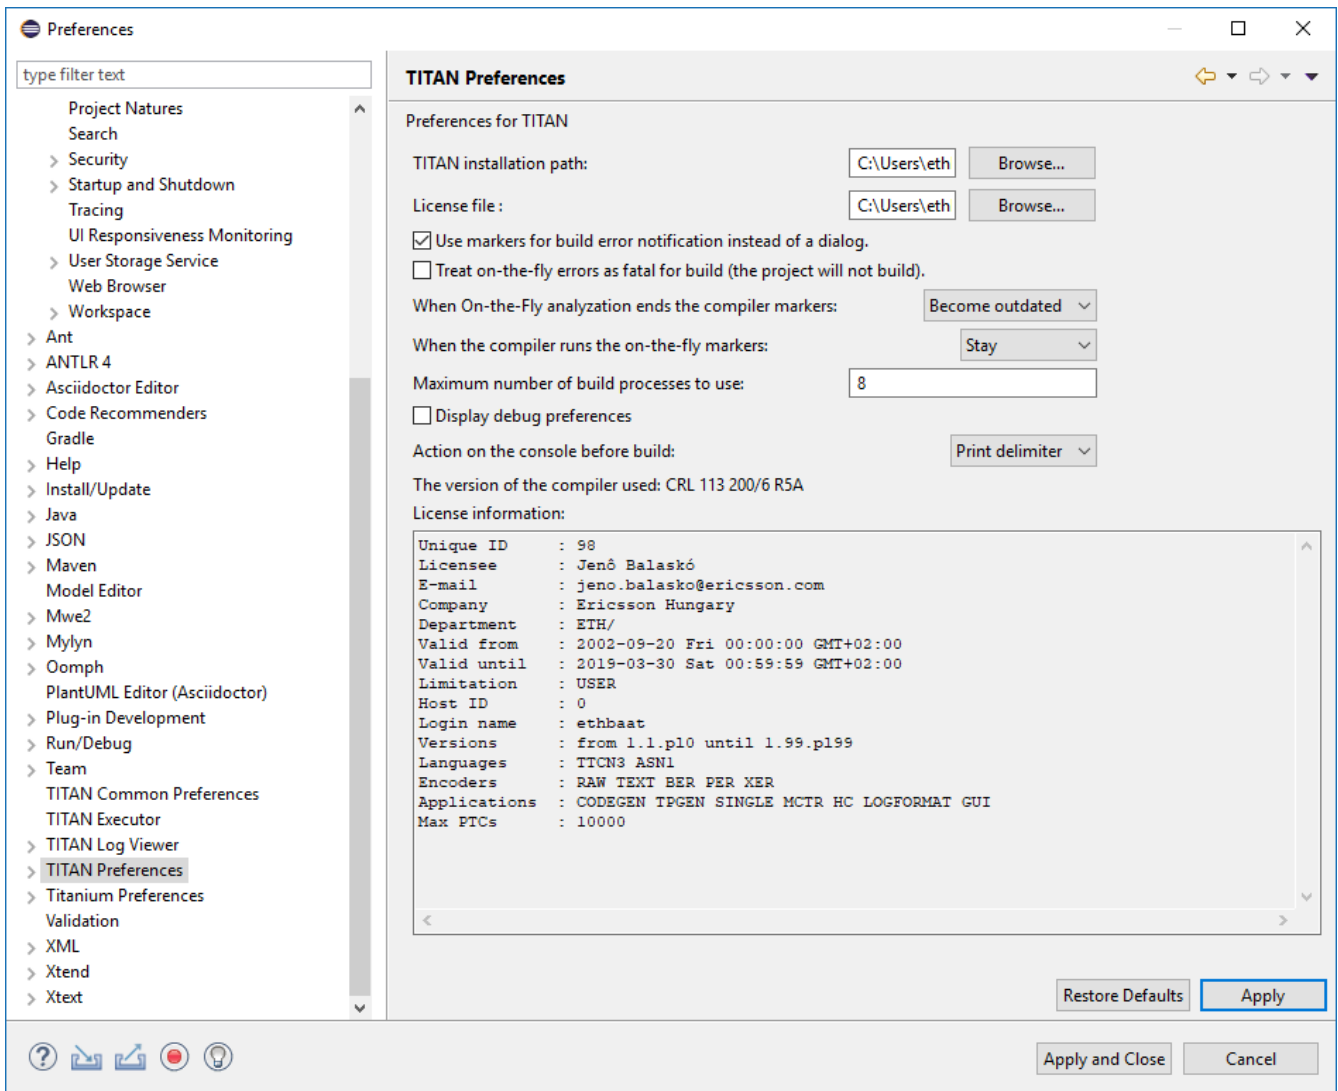 Preferences
type filter text
Project Natures
Search
Security
Startup and Shutdown
Tracing
UI Responsiveness Monitoring
User Storage Service
Web Browser
Workspace
Ant
ANTLR 4
Asciidoctor Editor
Code Recommenders
Gradle
Help
Install/Update
Java
JSON
Maven
Model Editor
Mwe2
Mylyn
Oomph
PlantUML Editor (Asciidoctor)
Plug-in Development
Run/Debug
Team
TITAN Common Preferences
TITAN Executor
TITAN Log Viewer
TITAN Preferences
Titanium Preferences
Validation
XML
Xtend
Xtext
TITAN Preferences
Preferences for TITAN
TITAN installation path: C:\Users\eth Browse...
License file : C:\Users\eth Browse...
Use markers for build error notification instead of a dialog.
Treat on-the-fly errors as fatal for build (the project will not build).
When On-the-Fly analyzation ends the compiler markers: Become outdated
When the compiler runs the on-the-fly markers: Stay
Maximum number of build processes to use: 8
Display debug preferences
Action on the console before build: Print delimiter
The version of the compiler used: CRL 113 200/6 R5A
License information:
Unique ID : 98
Licensee : Jenô Balaskó
E-mail : jeno.balasko@ericsson.com
Company : Ericsson Hungary
Department : ETH/
Valid from : 2002-09-20 Fri 00:00:00 GMT+02:00
Valid until : 2019-03-30 Sat 00:59:59 GMT+02:00
Limitation : USER
Host ID : 0
Login name : ethbaat
Versions : from 1.1.pl0 until 1.99.pl99
Languages : TTCN3 ASN1
Encoders : RAW TEXT BER PER XER
Applications : CODEGEN TPGEN SINGLE MCTR HC LOGFORMAT GUI
Max PTCs : 10000
Restore Defaults Apply
Apply and Close Cancel